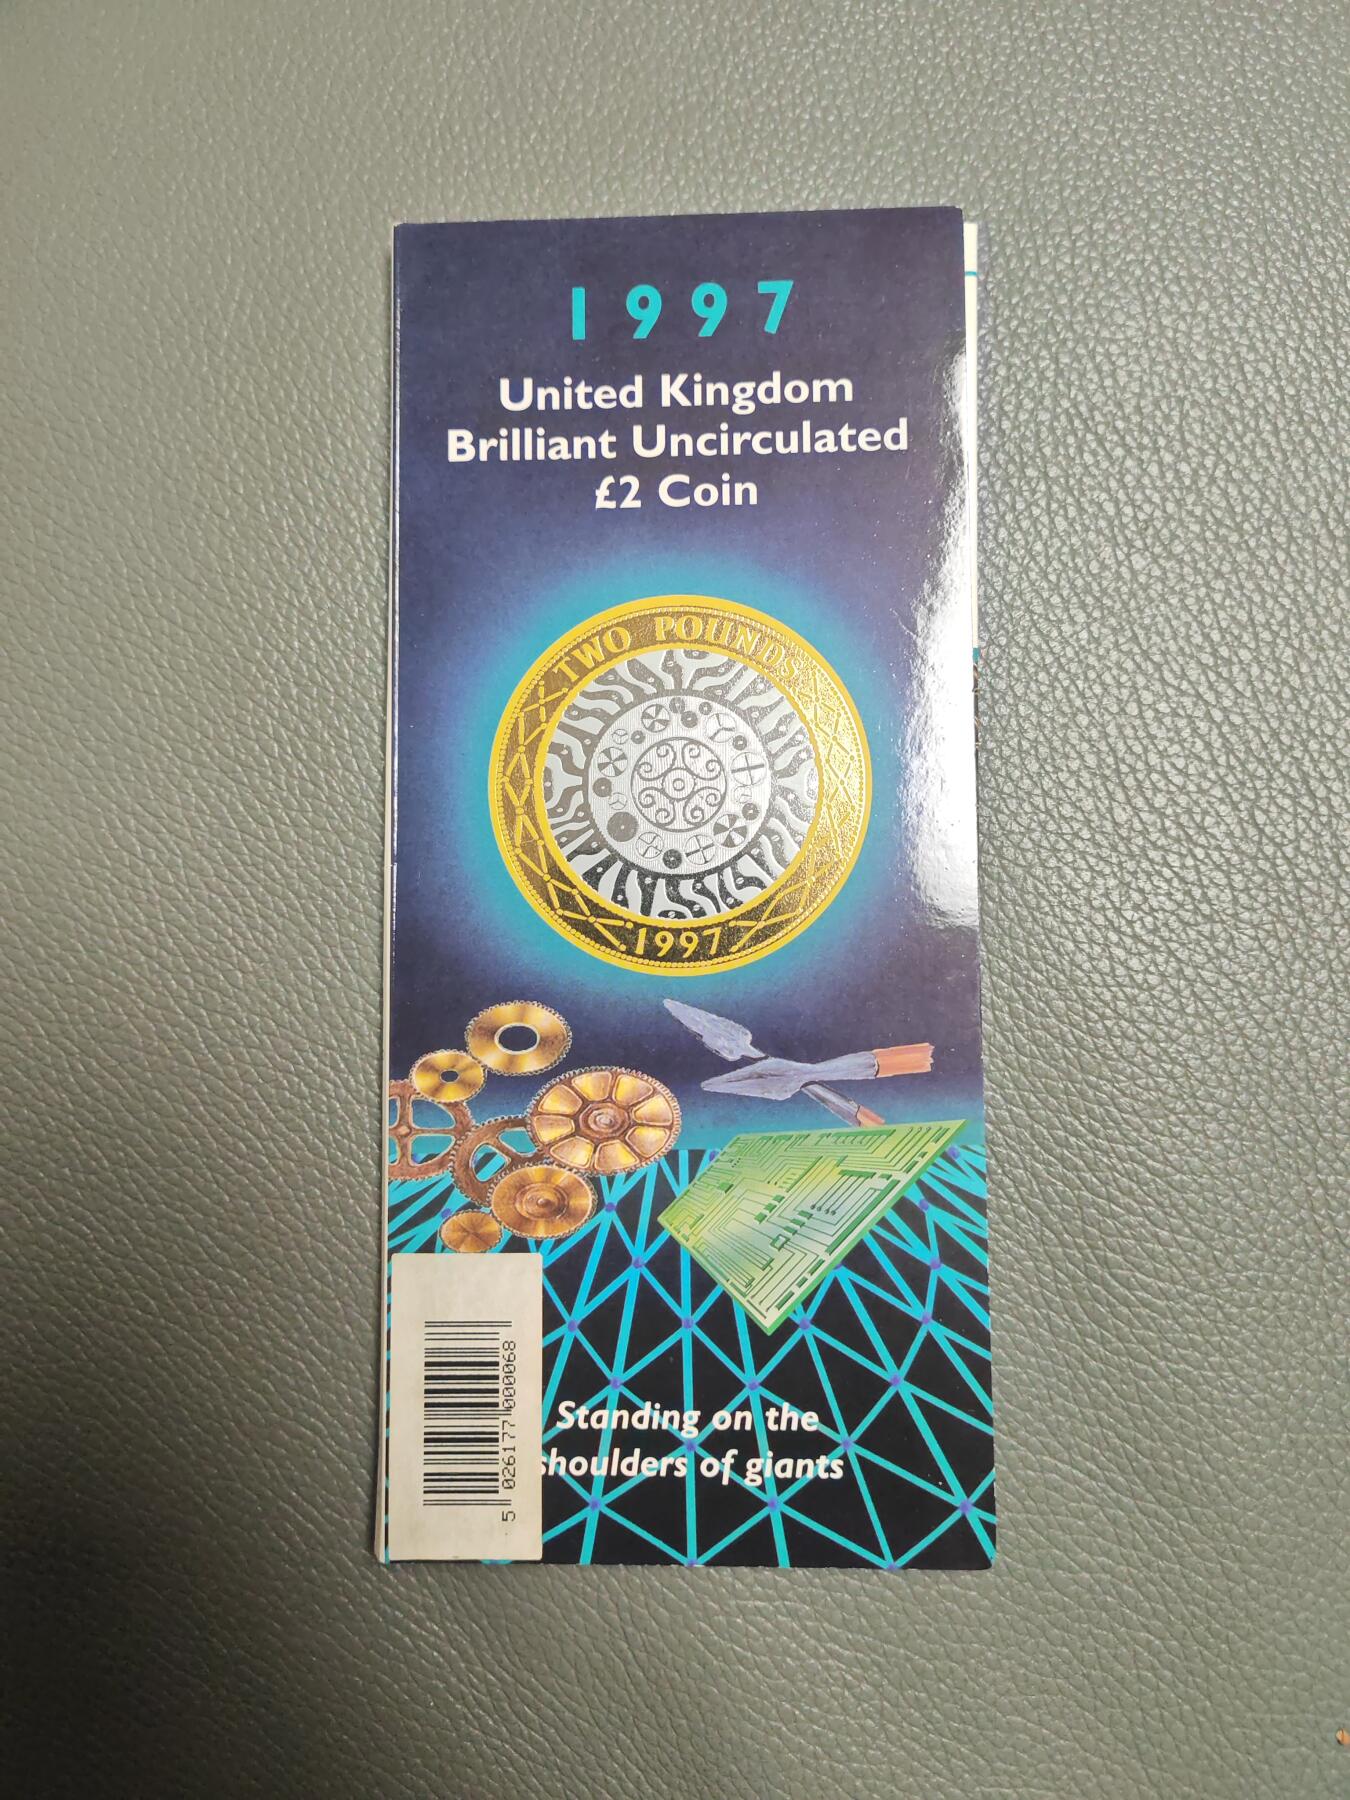 1997
United Kingdom
Brilliant Uncirculated
£2 Coin
TWO POUNDS
1997
Standing on the
shoulders of giants
5 026177 000068